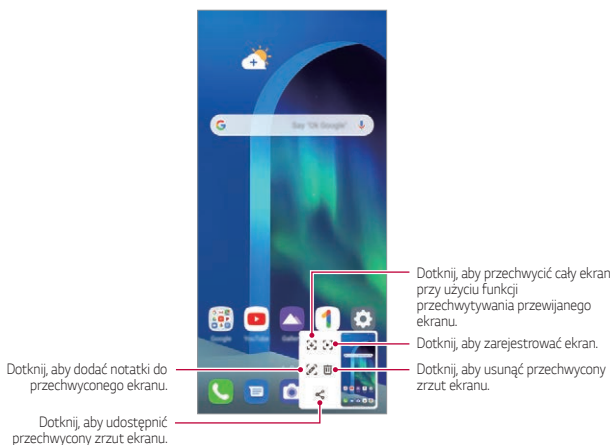 Say "Ok Google"
Google
YouTube
Dotknij, aby przechwycić cały ekran
przy użyciu funkcji
przechwytywania przewijanego
ekranu.
Dotknij, aby zarejestrować ekran.
Dotknij, aby dodać notatki do
przechwyconego ekranu.
Dotknij, aby usunąć przechwycony
zrzut ekranu.
Dotknij, aby udostępnić
przechwycony zrzut ekranu.